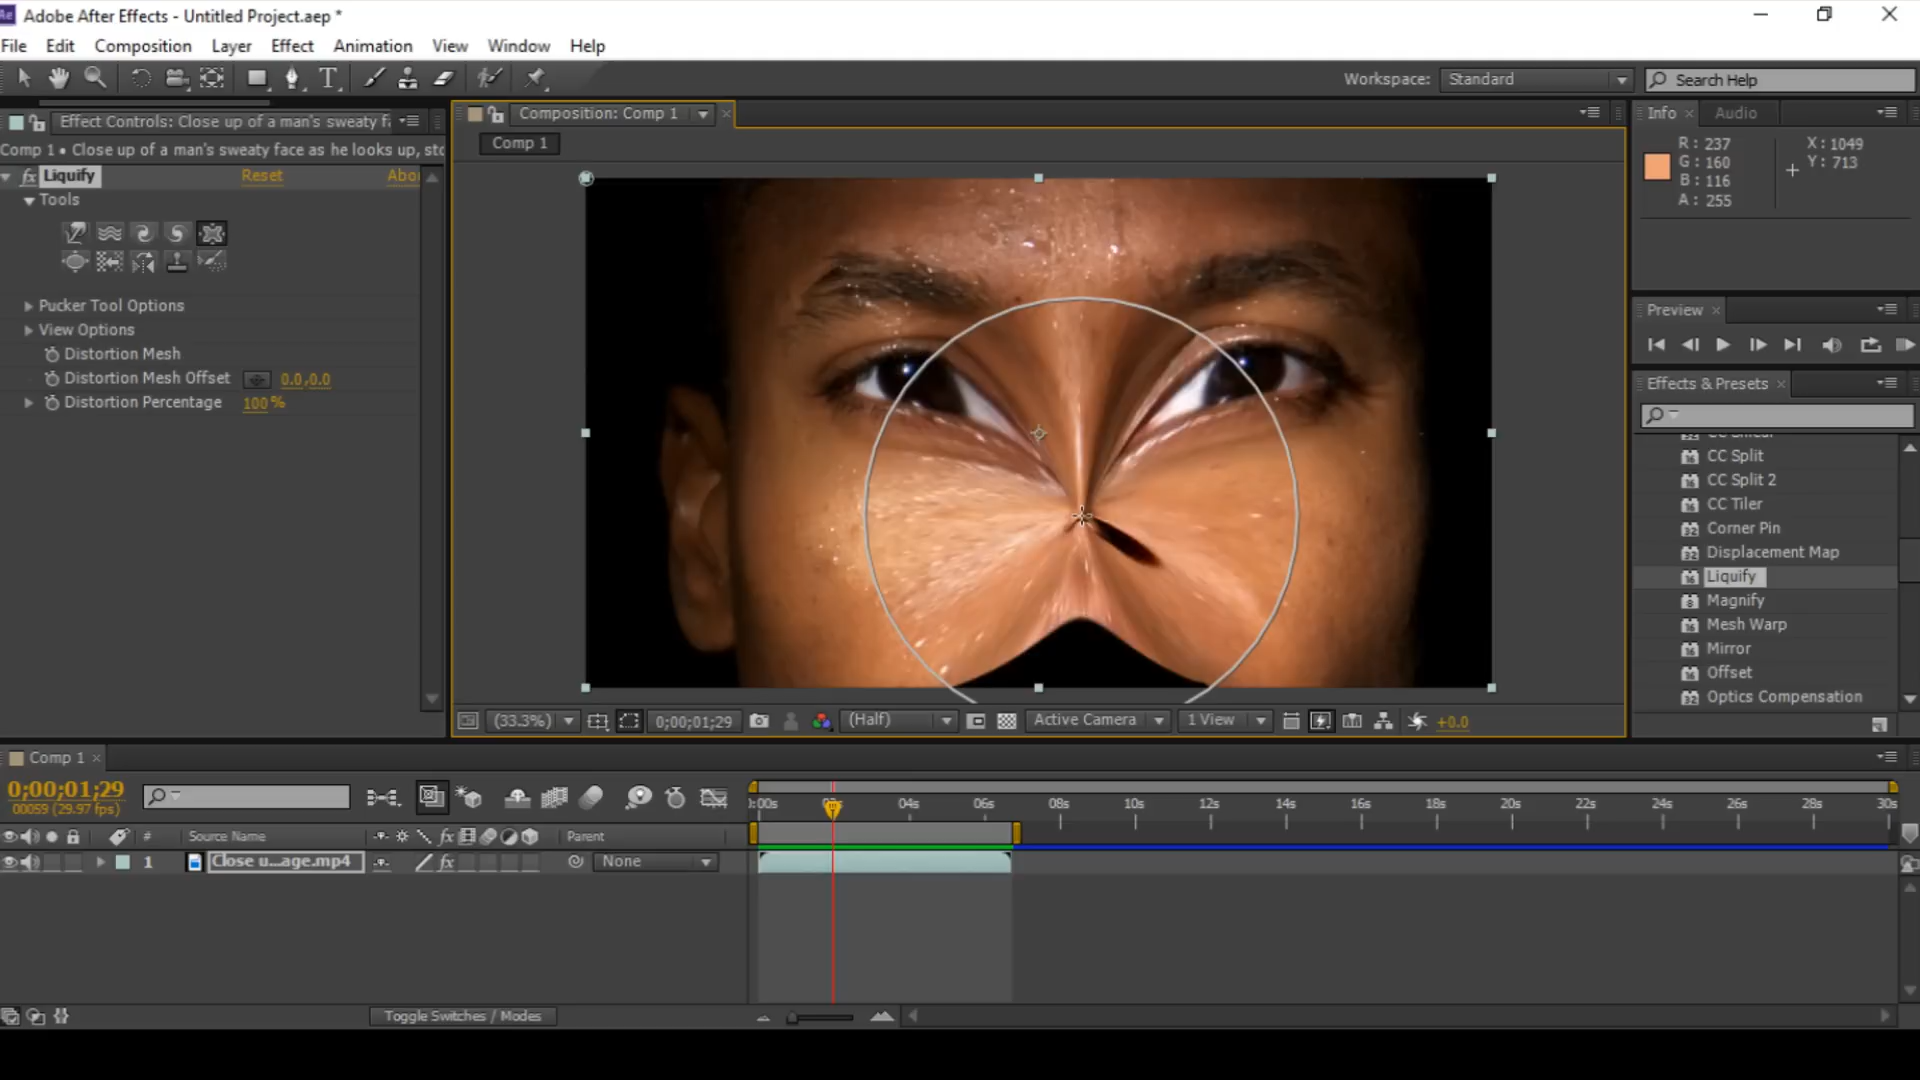 Ae Adobe After Effects - Untitled Project.aep *
File Edit Composition Layer Effect Animation View Window Help
Workspace: Standard Search Help
Effect Controls: Close up of a man's sweaty f
Comp 1 • Close up of a man's sweaty face as he looks up, sto
fx Liquify Reset Abo
Tools
Pucker Tool Options
View Options
Distortion Mesh
Distortion Mesh Offset 0.0,0.0
Distortion Percentage 100 %
Composition: Comp 1
Comp 1
(33.3%) 0;00;01;29 (Half) Active Camera 1 View +0.0
Info Audio
R: 237 X: 1049
G: 160 Y: 713
B: 116
A: 255
Preview
Effects & Presets
CC Split
CC Split 2
CC Tiler
Corner Pin
Displacement Map
Liquify
Magnify
Mesh Warp
Mirror
Offset
Optics Compensation
Comp 1
0;00;01;29
00059 (29.97 fps)
:00s 04s 06s 08s 10s 12s 14s 16s 18s 20s 22s 24s 26s 28s 30s
# Source Name fx Parent
1 Close u...age.mp4 fx None
Toggle Switches / Modes